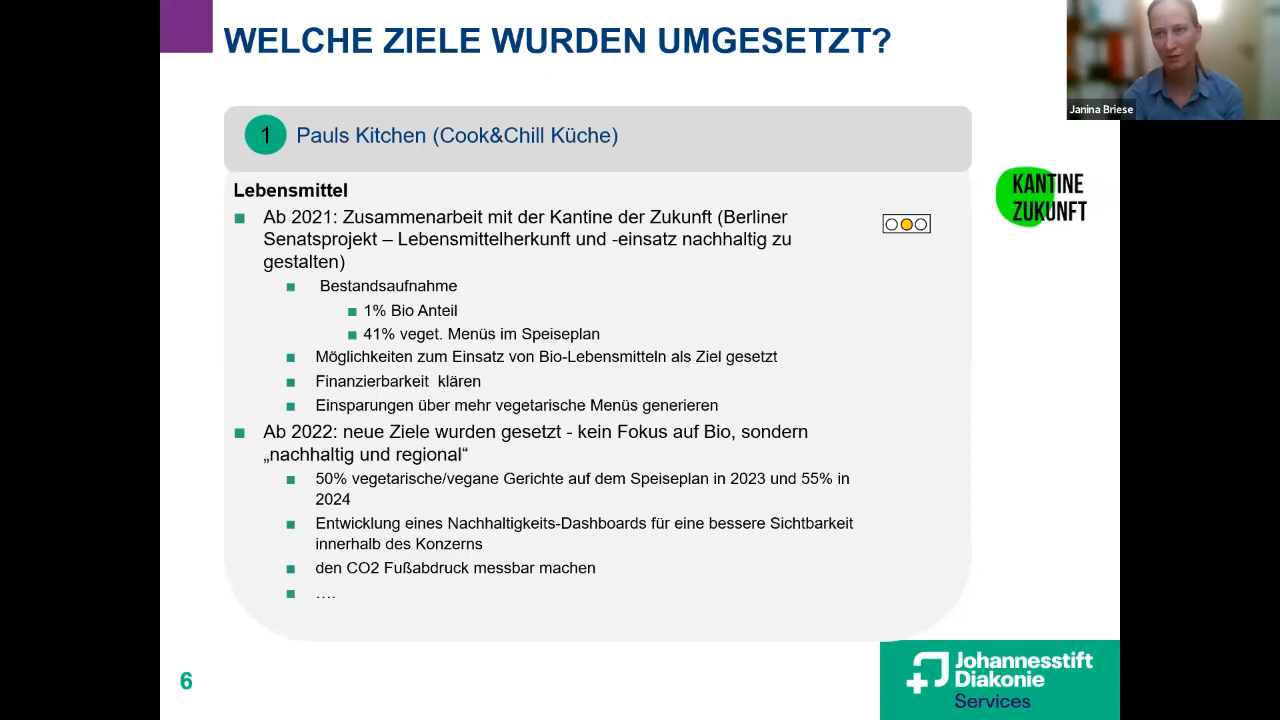 WELCHE ZIELE WURDEN UMGESETZT?
Janina Briese
1 Pauls Kitchen (Cook&Chill Küche)
KANTINE
ZUKUNFT
Lebensmittel
Ab 2021: Zusammenarbeit mit der Kantine der Zukunft (Berliner
Senatsprojekt – Lebensmittelherkunft und -einsatz nachhaltig zu
gestalten)
Bestandsaufnahme
1% Bio Anteil
41% veget. Menüs im Speiseplan
Möglichkeiten zum Einsatz von Bio-Lebensmitteln als Ziel gesetzt
Finanzierbarkeit klären
Einsparungen über mehr vegetarische Menüs generieren
Ab 2022: neue Ziele wurden gesetzt - kein Fokus auf Bio, sondern
„nachhaltig und regional“
50% vegetarische/vegane Gerichte auf dem Speiseplan in 2023 und 55% in
2024
Entwicklung eines Nachhaltigkeits-Dashboards für eine bessere Sichtbarkeit
innerhalb des Konzerns
den CO2 Fußabdruck messbar machen
….
6
Johannesstift
Diakonie
Services